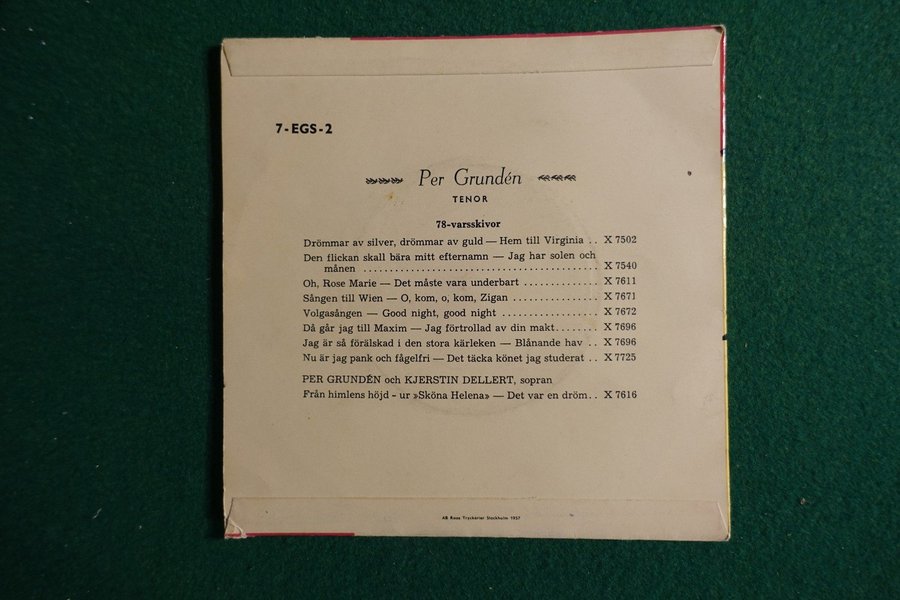 7-EGS-2
Per Grundén
TENOR
78-varsskivor
Drömmar av silver, drömmar av guld — Hem till Virginia .. X 7502
Den flickan skall bära mitt efternamn — Jag har solen och
månen ............................................ X 7540
Oh, Rose Marie — Det måste vara underbart ............... X 7611
Sången till Wien — O, kom, o, kom, Zigan ................. X 7671
Volgasången — Good night, good night ................... X 7672
Då går jag till Maxim — Jag förtrollad av din makt........ X 7696
Jag är så förälskad i den stora kärleken — Blånande hav .. X 7696
Nu är jag pank och fågelfri — Det täcka könet jag studerat .. X 7725
PER GRUNDÉN och KJERSTIN DELLERT, sopran
Från himlens höjd - ur »Sköna Helena» — Det var en dröm.. X 7616
AB Rosa Tryckerier Stockholm 1957